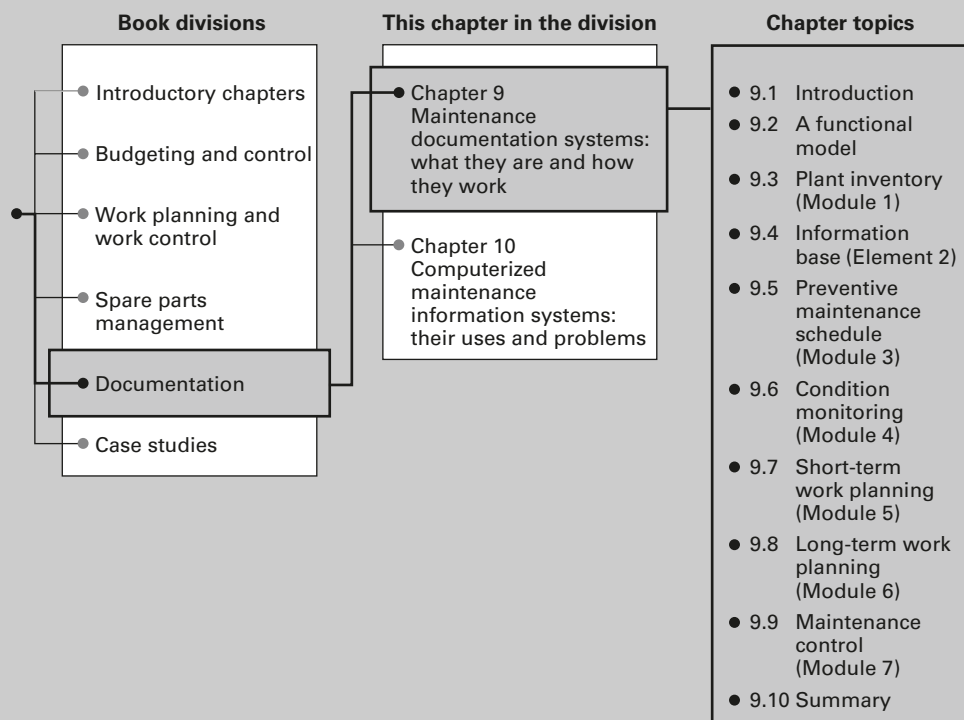 Book divisions
Introductory chapters
Budgeting and control
Work planning and
work control
Spare parts
management
Documentation
Case studies
This chapter in the division
Chapter 9
Maintenance
documentation systems:
what they are and how
they work
Chapter 10
Computerized
maintenance
information systems:
their uses and problems
Chapter topics
9.1 Introduction
9.2 A functional
model
9.3 Plant inventory
(Module 1)
9.4 Information
base (Element 2)
9.5 Preventive
maintenance
schedule
(Module 3)
9.6 Condition
monitoring
(Module 4)
9.7 Short-term
work planning
(Module 5)
9.8 Long-term work
planning
(Module 6)
9.9 Maintenance
control
(Module 7)
9.10 Summary